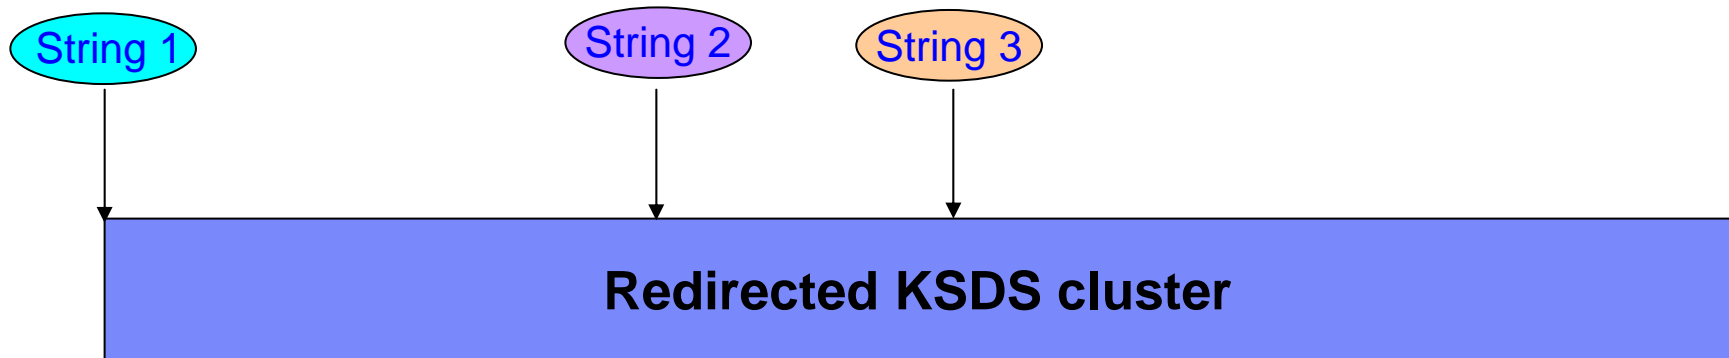 String 1
String 2
String 3
Redirected KSDS cluster